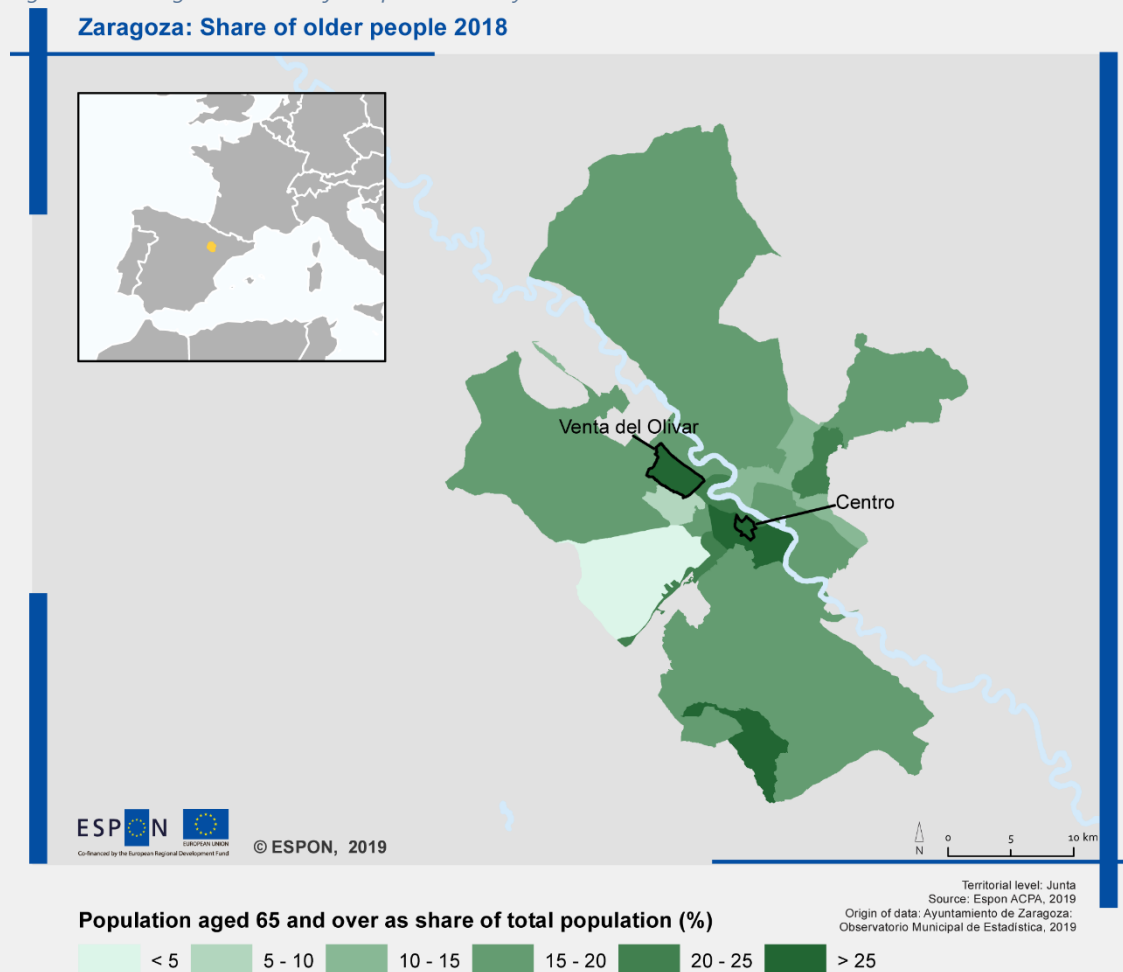 Zaragoza: Share of older people 2018
Venta del Olivar
Centro
ESPON
EUROPEAN UNION
Co-financed by the European Regional Development Fund
© ESPON, 2019
N
0 5 10 km
Territorial level: Junta
Source: Espon ACPA, 2019
Origin of data: Ayuntamiento de Zaragoza:
Observatorio Municipal de Estadística, 2019
Population aged 65 and over as share of total population (%)
< 5 5 - 10 10 - 15 15 - 20 20 - 25 > 25